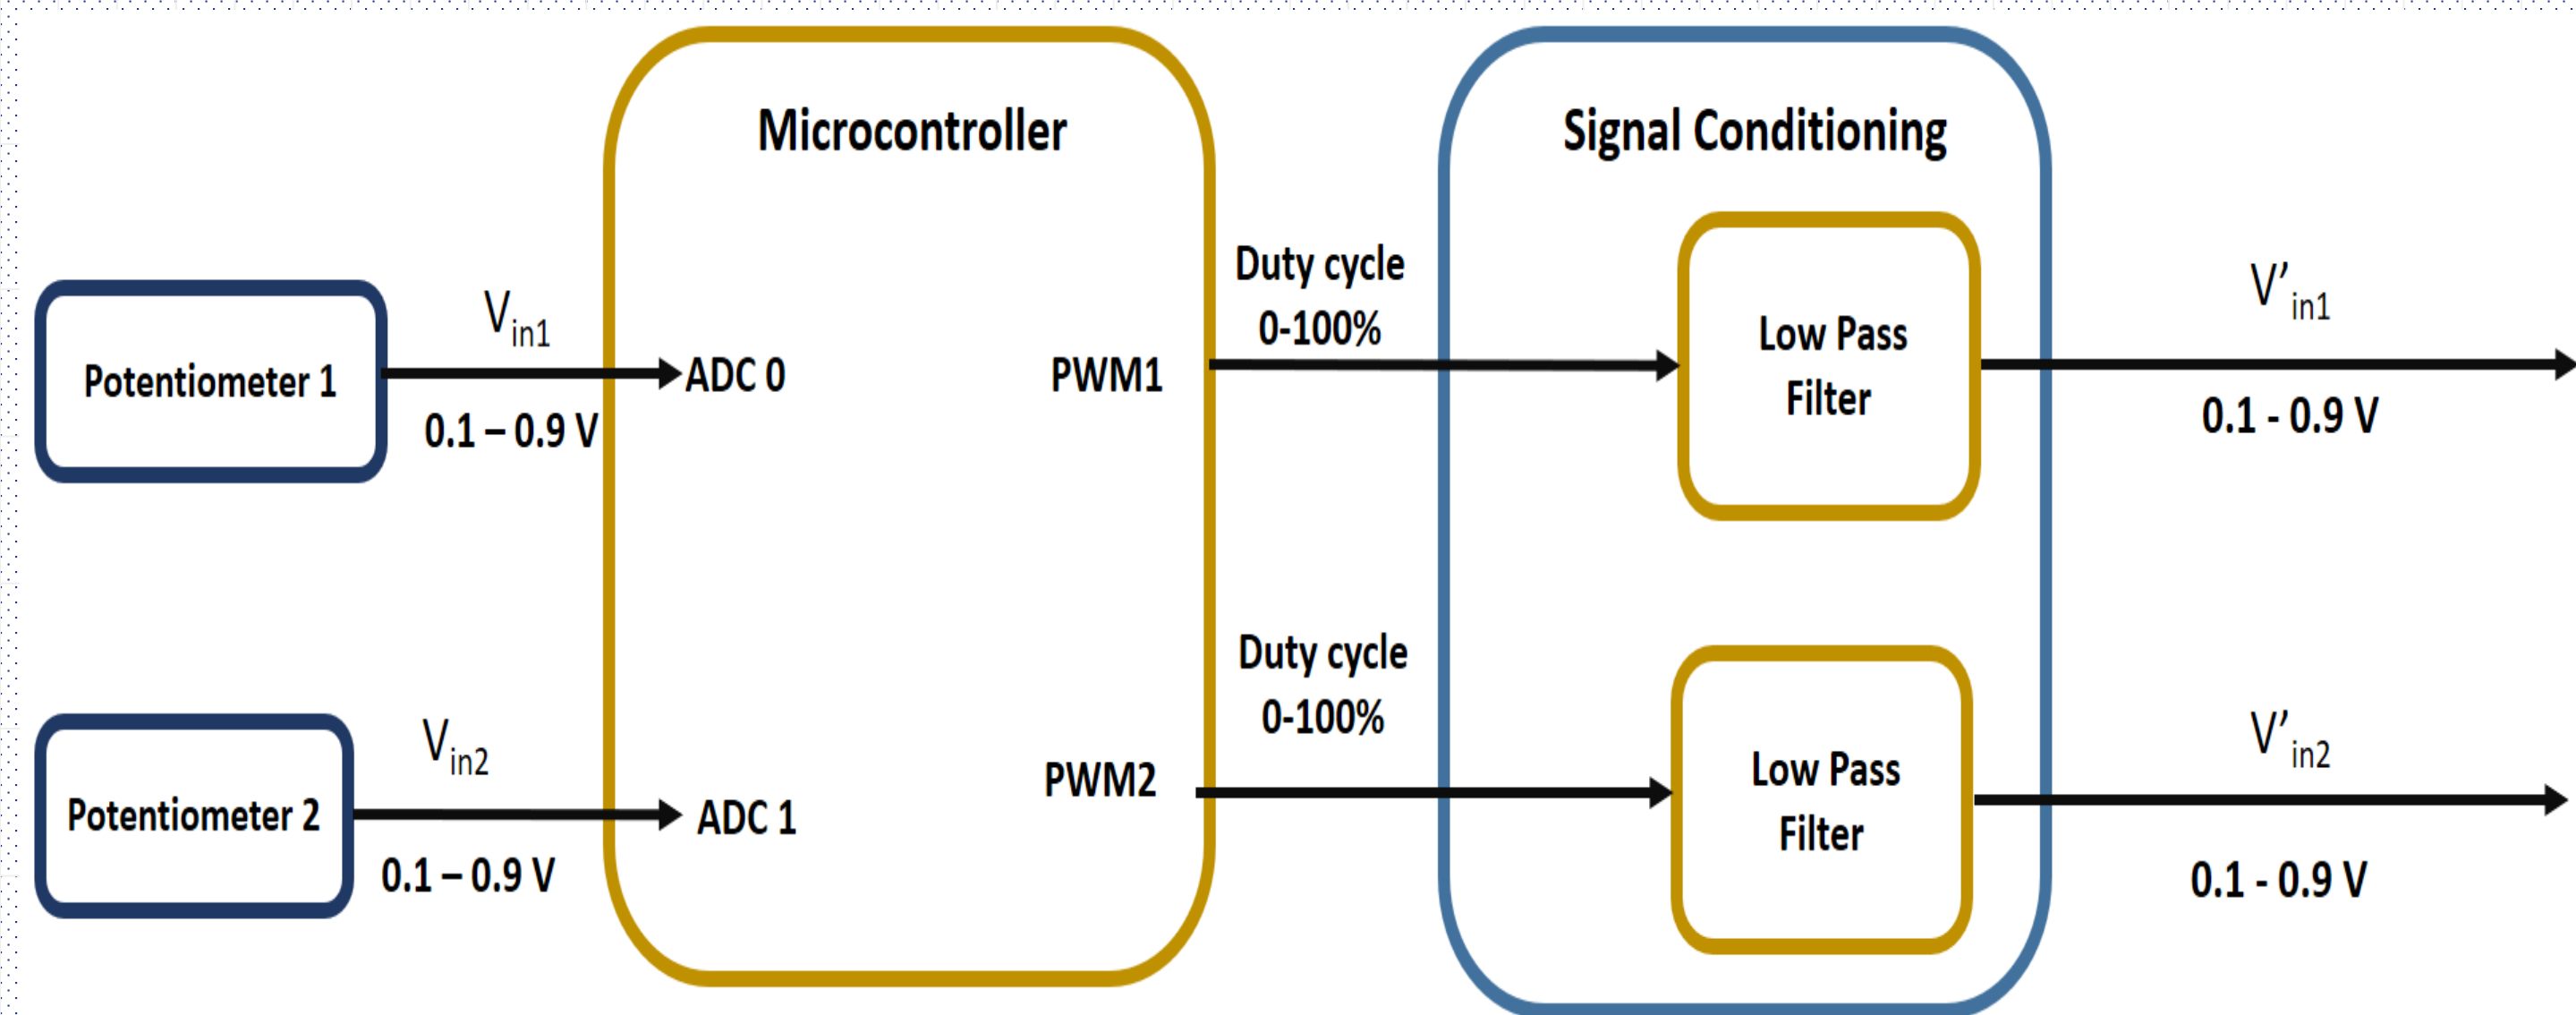 Microcontroller
Signal Conditioning
Potentiometer 1
Vin1
0.1 – 0.9 V
ADC 0
PWM1
Duty cycle
0-100%
Low Pass
Filter
V’in1
0.1 - 0.9 V
Potentiometer 2
Vin2
0.1 – 0.9 V
ADC 1
PWM2
Duty cycle
0-100%
Low Pass
Filter
V’in2
0.1 - 0.9 V